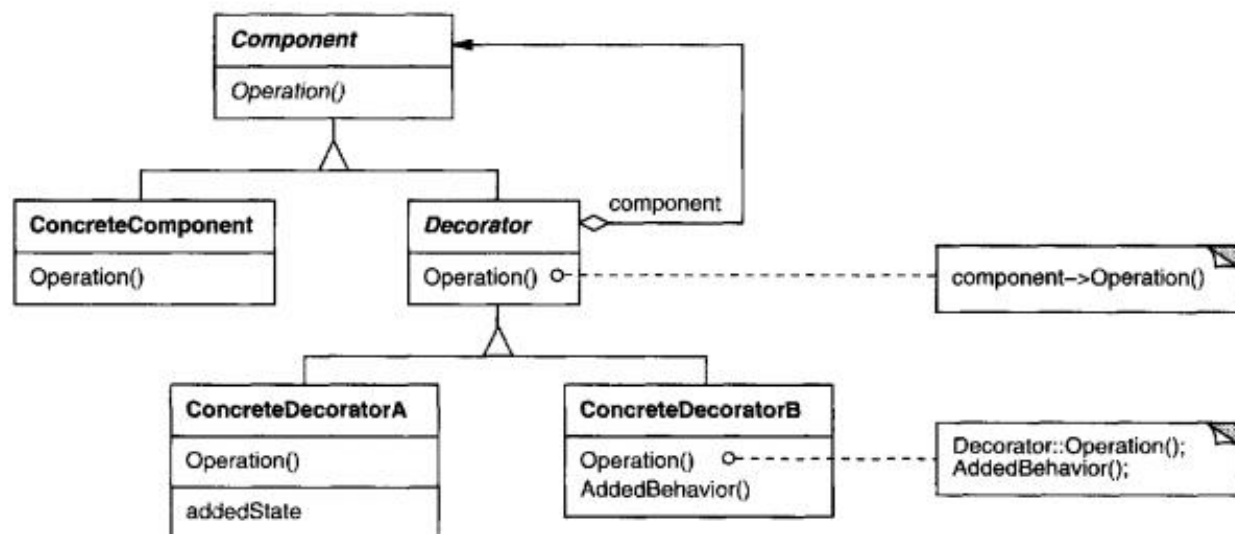 Component
Operation()
component
ConcreteComponent
Operation()
Decorator
Operation()
component–>Operation()
ConcreteDecoratorA
Operation()
addedState
ConcreteDecoratorB
Operation()
AddedBehavior()
Decorator::Operation();
AddedBehavior();